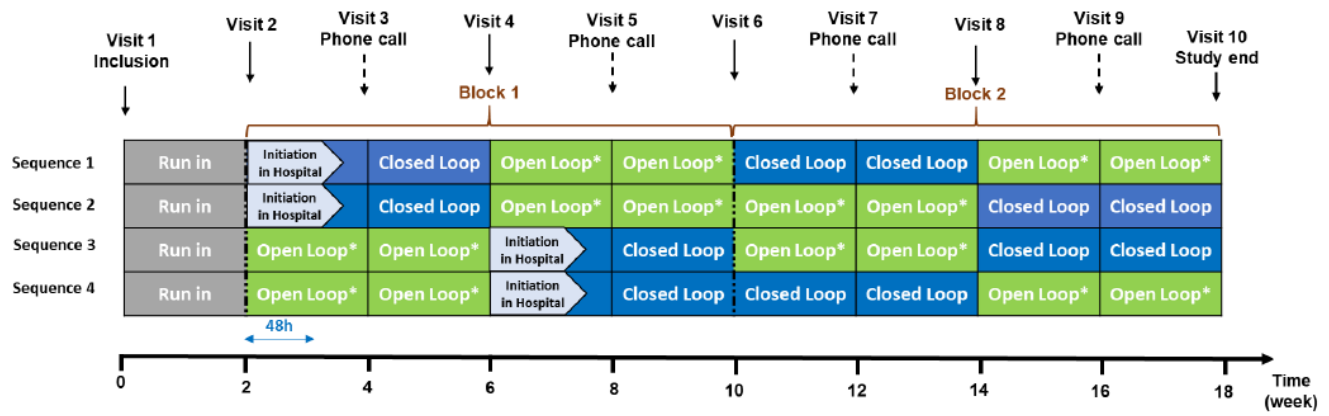 Visit 1
Inclusion
Visit 2
Visit 3
Phone call
Visit 4
Visit 5
Phone call
Visit 6
Visit 7
Phone call
Visit 8
Visit 9
Phone call
Visit 10
Study end
Block 1
Block 2
Sequence 1
Run in
Initiation
in Hospital
Closed Loop
Open Loop*
Open Loop*
Closed Loop
Closed Loop
Open Loop*
Open Loop*
Sequence 2
Run in
Initiation
in Hospital
Closed Loop
Open Loop*
Open Loop*
Open Loop*
Open Loop*
Closed Loop
Closed Loop
Sequence 3
Run in
Open Loop*
Open Loop*
Initiation
in Hospital
Closed Loop
Open Loop*
Open Loop*
Closed Loop
Closed Loop
Sequence 4
Run in
Open Loop*
Open Loop*
Initiation
in Hospital
Closed Loop
Closed Loop
Closed Loop
Open Loop*
Open Loop*
48h
0 2 4 6 8 10 12 14 16 18
Time
(week)